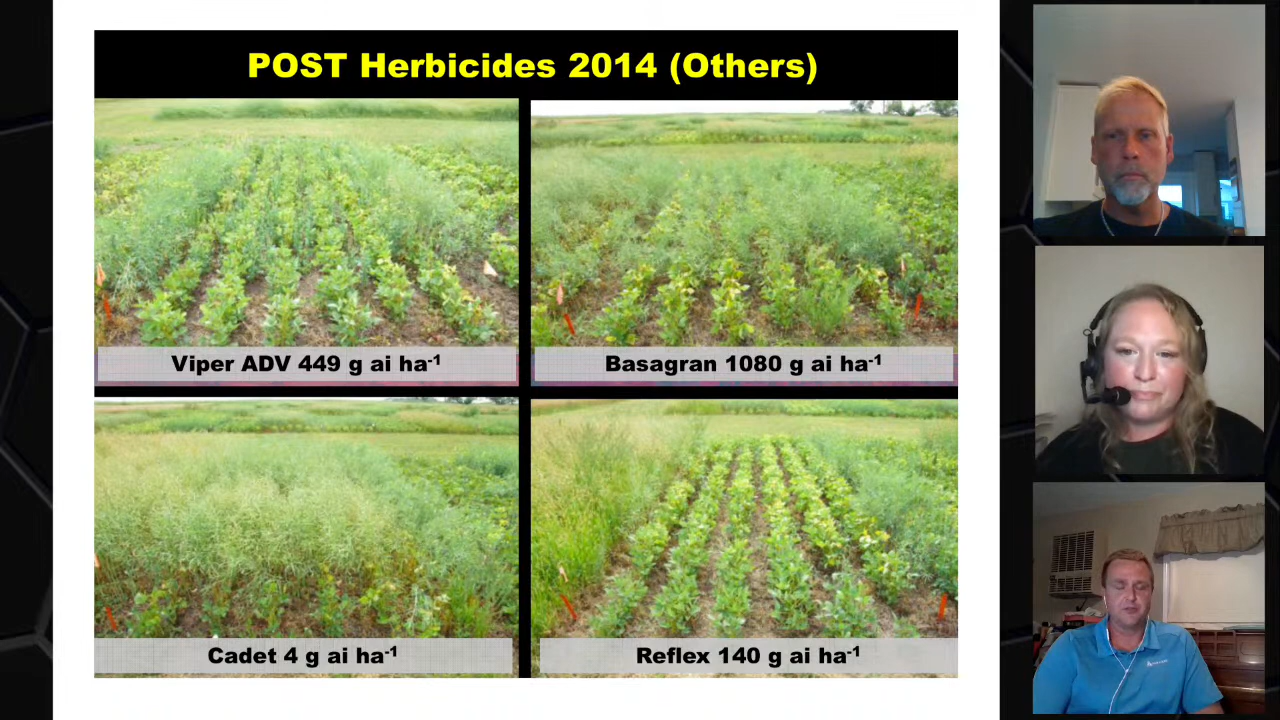 POST Herbicides 2014 (Others)
Viper ADV 449 g ai ha-1
Basagran 1080 g ai ha-1
Cadet 4 g ai ha-1
Reflex 140 g ai ha-1